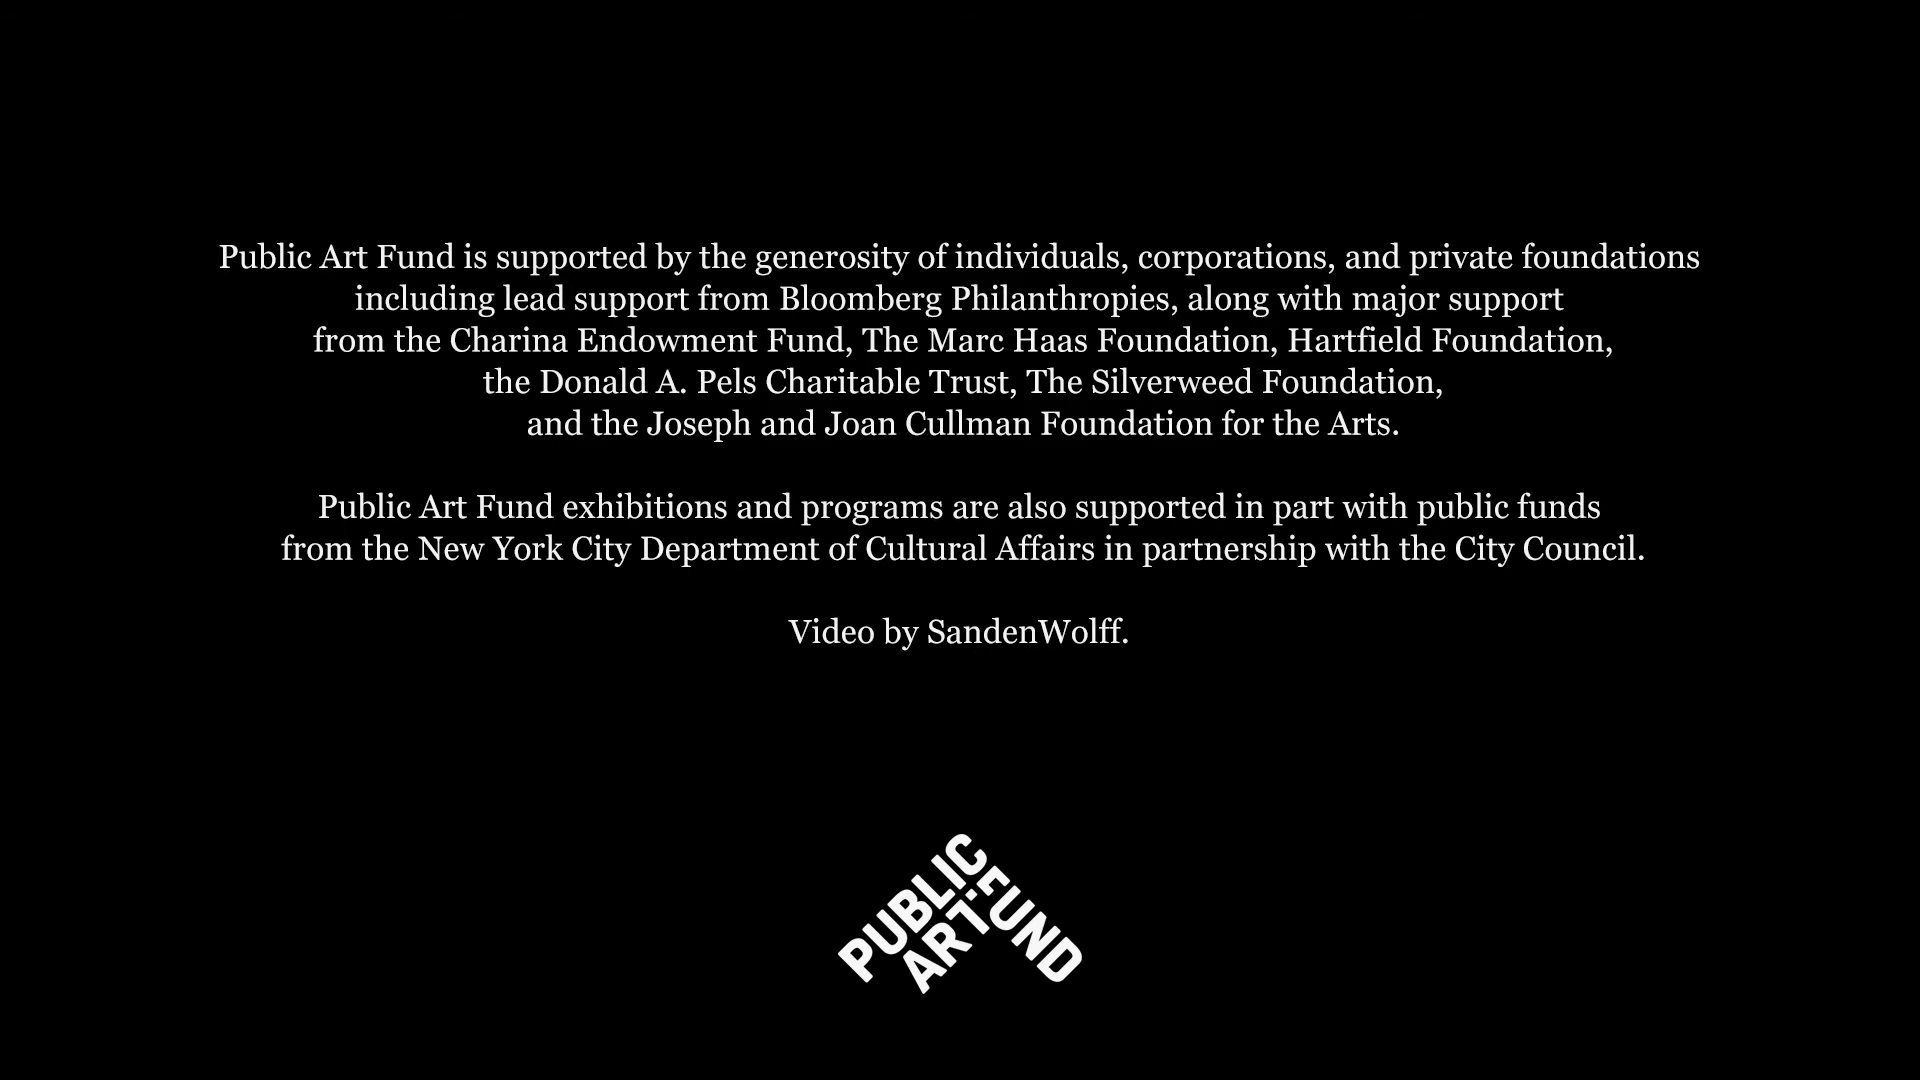 Public Art Fund is supported by the generosity of individuals, corporations, and private foundations
including lead support from Bloomberg Philanthropies, along with major support
from the Charina Endowment Fund, The Marc Haas Foundation, Hartfield Foundation,
the Donald A. Pels Charitable Trust, The Silverweed Foundation,
and the Joseph and Joan Cullman Foundation for the Arts.
Public Art Fund exhibitions and programs are also supported in part with public funds
from the New York City Department of Cultural Affairs in partnership with the City Council.
Video by SandenWolff.
PUBLIC
ART
FUND